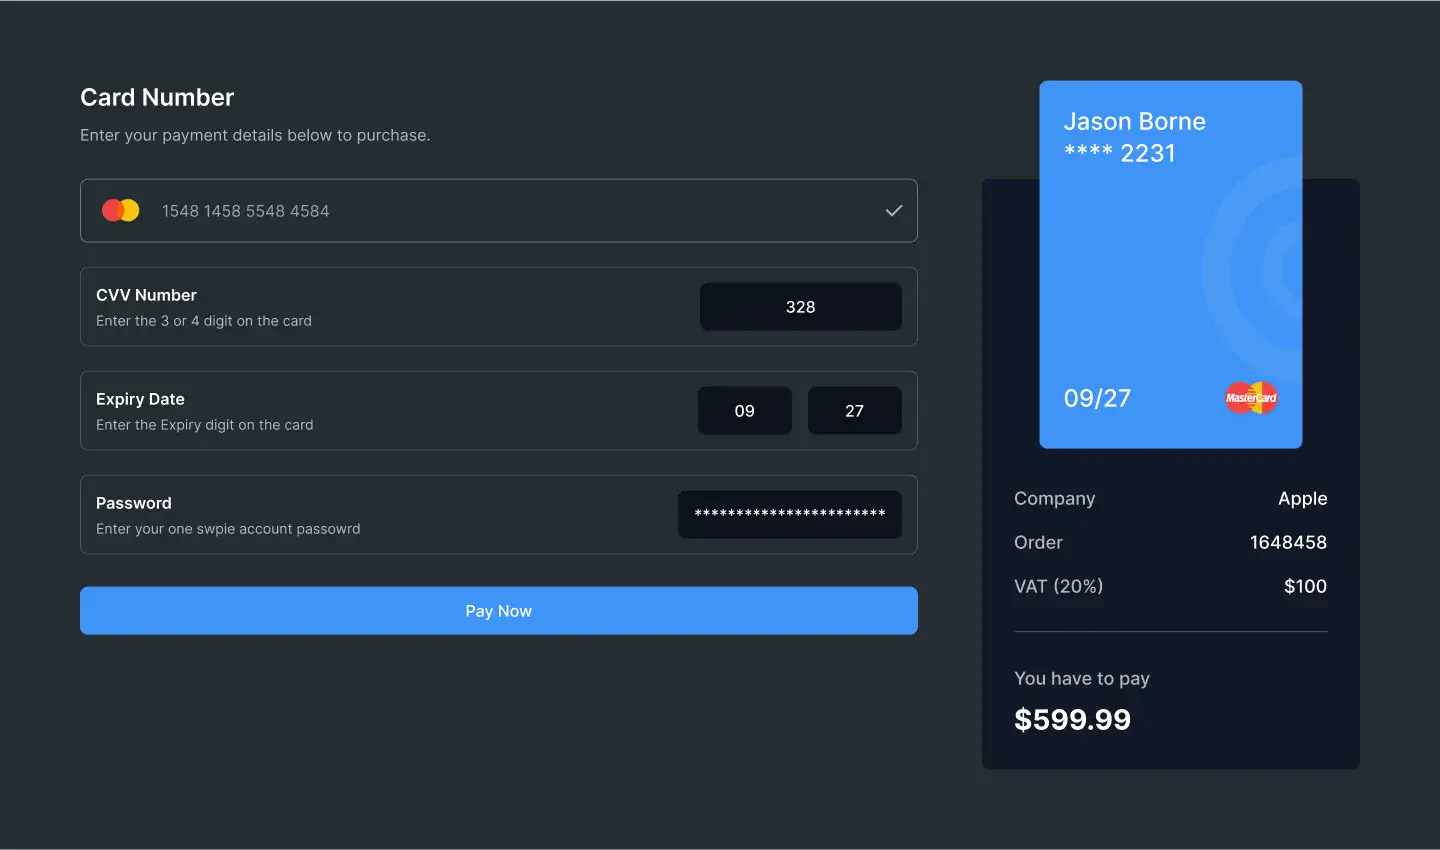 Card Number
Enter your payment details below to purchase.
1548 1458 5548 4584
CVV Number
Enter the 3 or 4 digit on the card
328
Expiry Date
Enter the Expiry digit on the card
09
27
Password
Enter your one swpie account passowrd
***********************
Pay Now
Jason Borne
**** 2231
09/27
MasterCard
Company
Apple
Order
1648458
VAT (20%)
$100
You have to pay
$599.99